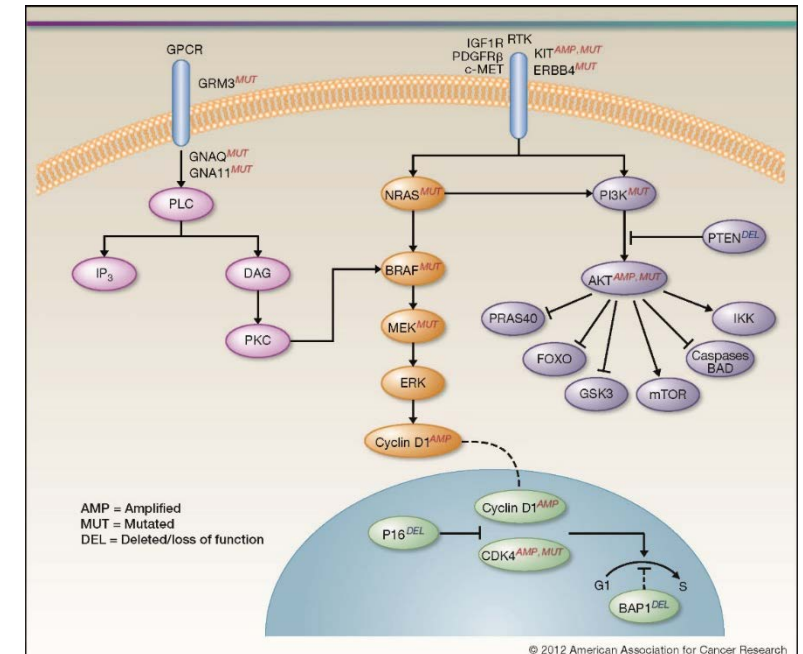 GPCR
GRM3MUT
GNAQMUT
GNA11MUT
PLC
IP3
DAG
PKC
IGF1R RTK
PDGFRβ
c-MET
KITAMP, MUT
ERBB4MUT
NRASMUT
PI3KMUT
PTENDEL
BRAFMUT
AKTAMP, MUT
MEKMUT
PRAS40
IKK
FOXO
Caspases
BAD
GSK3
mTOR
ERK
Cyclin D1AMP
AMP = Amplified
MUT = Mutated
DEL = Deleted/loss of function
Cyclin D1AMP
P16DEL
CDK4AMP, MUT
G1
S
BAP1DEL
© 2012 American Association for Cancer Research